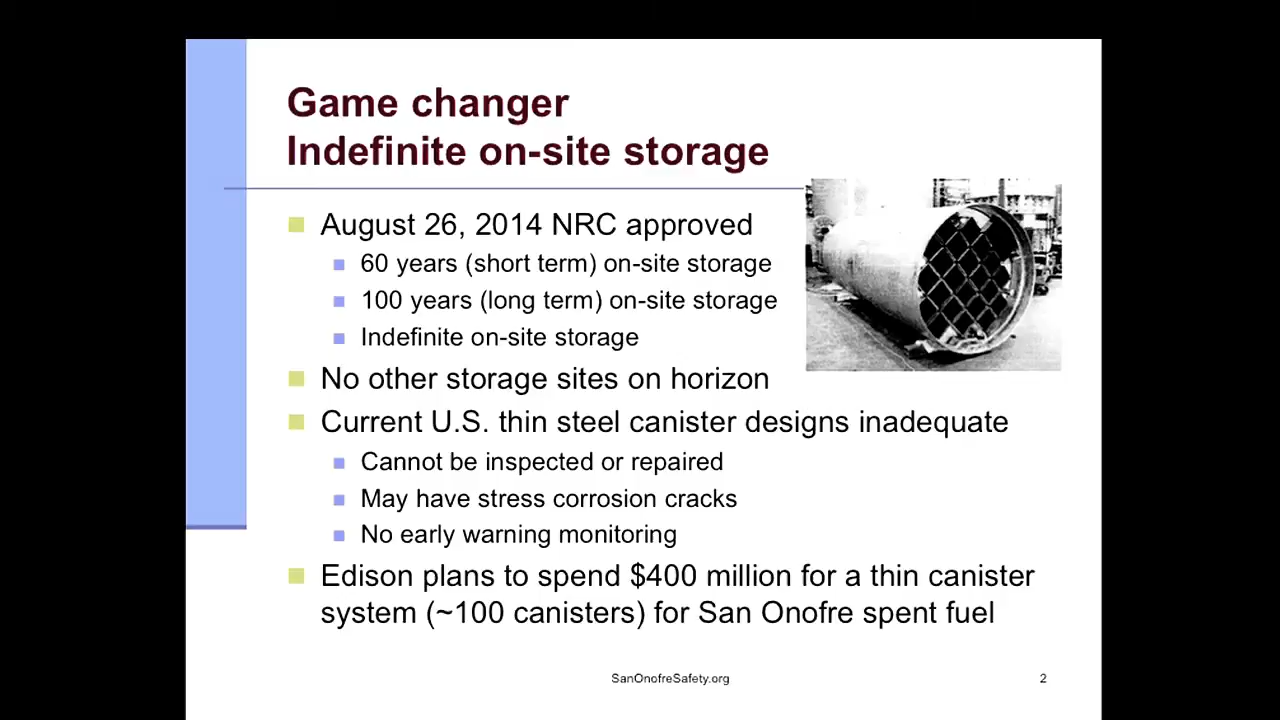 Game changer
Indefinite on-site storage
August 26, 2014 NRC approved
60 years (short term) on-site storage
100 years (long term) on-site storage
Indefinite on-site storage
No other storage sites on horizon
Current U.S. thin steel canister designs inadequate
Cannot be inspected or repaired
May have stress corrosion cracks
No early warning monitoring
Edison plans to spend $400 million for a thin canister
system (~100 canisters) for San Onofre spent fuel
SanOnofreSafety.org
2